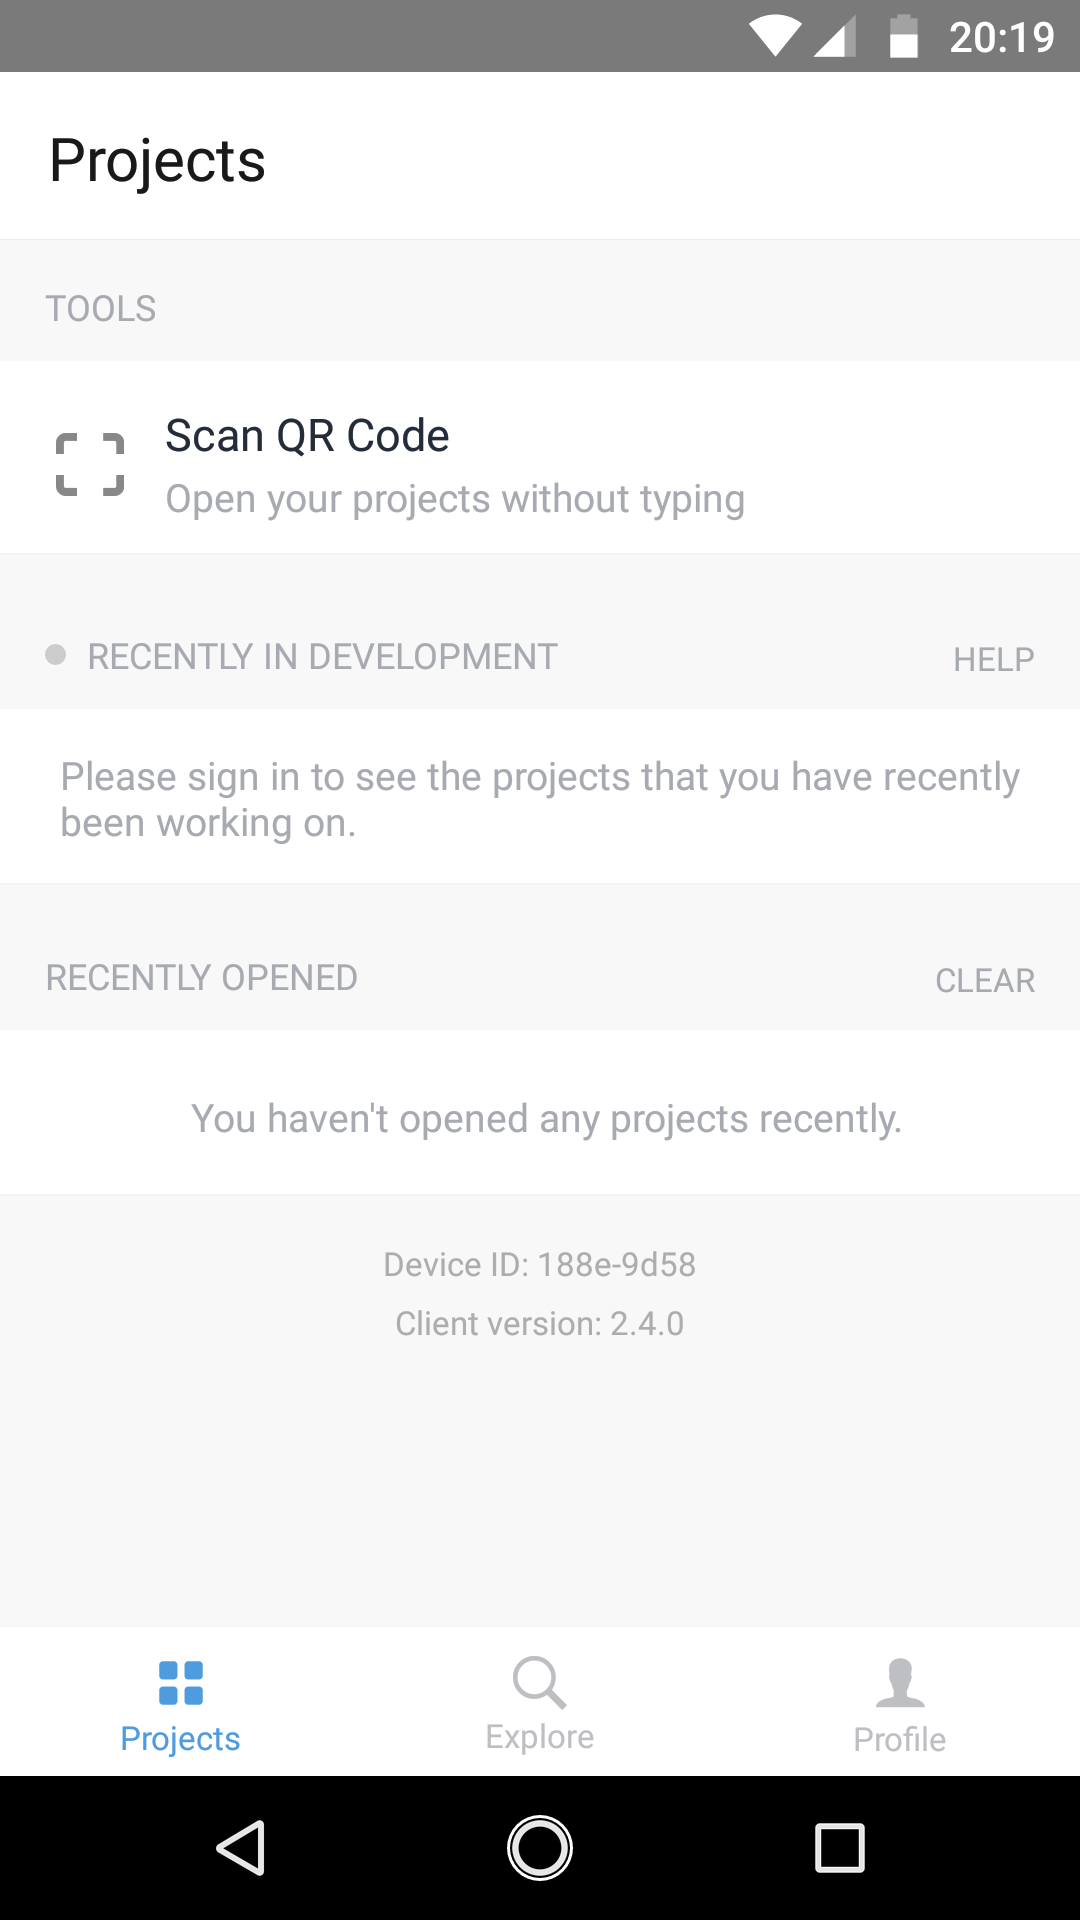 20:19
Projects
TOOLS
Scan QR Code
Open your projects without typing
RECENTLY IN DEVELOPMENT
HELP
Please sign in to see the projects that you have recently
been working on.
RECENTLY OPENED
CLEAR
You haven't opened any projects recently.
Device ID: 188e-9d58
Client version: 2.4.0
Projects
Explore
Profile